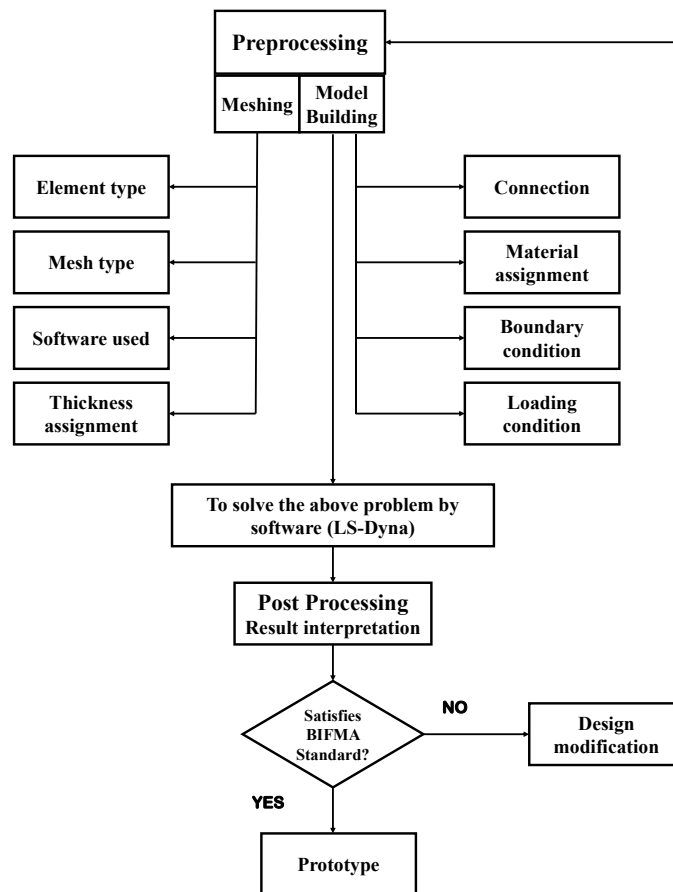 Preprocessing
Meshing
Model
Building
Element type
Connection
Mesh type
Material
assignment
Software used
Boundary
condition
Thickness
assignment
Loading
condition
To solve the above problem by
software (LS-Dyna)
Post Processing
Result interpretation
Satisfies
BIFMA
Standard?
NO
Design
modification
YES
Prototype